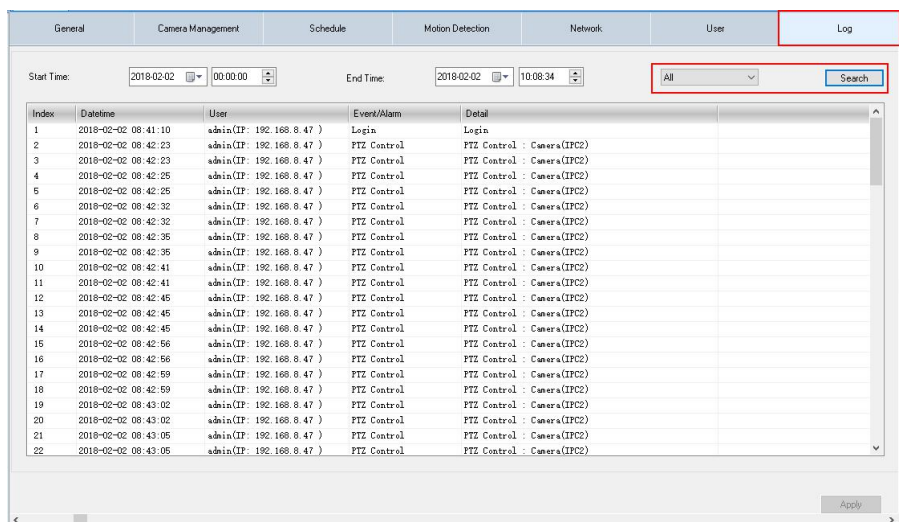 General Camera Management Schedule Motion Detection Network User Log
Start Time: 2018-02-02 00:00:00 End Time: 2018-02-02 10:08:34 All Search
Index Datetime User Event/Alarm Detail
1 2018-02-02 08:41:10 admin(IP: 192.168.8.47 ) Login Login
2 2018-02-02 08:42:23 admin(IP: 192.168.8.47 ) PTZ Control PTZ Control : Camera(IPC2)
3 2018-02-02 08:42:23 admin(IP: 192.168.8.47 ) PTZ Control PTZ Control : Camera(IPC2)
4 2018-02-02 08:42:25 admin(IP: 192.168.8.47 ) PTZ Control PTZ Control : Camera(IPC2)
5 2018-02-02 08:42:25 admin(IP: 192.168.8.47 ) PTZ Control PTZ Control : Camera(IPC2)
6 2018-02-02 08:42:32 admin(IP: 192.168.8.47 ) PTZ Control PTZ Control : Camera(IPC2)
7 2018-02-02 08:42:32 admin(IP: 192.168.8.47 ) PTZ Control PTZ Control : Camera(IPC2)
8 2018-02-02 08:42:35 admin(IP: 192.168.8.47 ) PTZ Control PTZ Control : Camera(IPC2)
9 2018-02-02 08:42:35 admin(IP: 192.168.8.47 ) PTZ Control PTZ Control : Camera(IPC2)
10 2018-02-02 08:42:41 admin(IP: 192.168.8.47 ) PTZ Control PTZ Control : Camera(IPC2)
11 2018-02-02 08:42:41 admin(IP: 192.168.8.47 ) PTZ Control PTZ Control : Camera(IPC2)
12 2018-02-02 08:42:45 admin(IP: 192.168.8.47 ) PTZ Control PTZ Control : Camera(IPC2)
13 2018-02-02 08:42:45 admin(IP: 192.168.8.47 ) PTZ Control PTZ Control : Camera(IPC2)
14 2018-02-02 08:42:45 admin(IP: 192.168.8.47 ) PTZ Control PTZ Control : Camera(IPC2)
15 2018-02-02 08:42:56 admin(IP: 192.168.8.47 ) PTZ Control PTZ Control : Camera(IPC2)
16 2018-02-02 08:42:56 admin(IP: 192.168.8.47 ) PTZ Control PTZ Control : Camera(IPC2)
17 2018-02-02 08:42:59 admin(IP: 192.168.8.47 ) PTZ Control PTZ Control : Camera(IPC2)
18 2018-02-02 08:42:59 admin(IP: 192.168.8.47 ) PTZ Control PTZ Control : Camera(IPC2)
19 2018-02-02 08:43:02 admin(IP: 192.168.8.47 ) PTZ Control PTZ Control : Camera(IPC2)
20 2018-02-02 08:43:02 admin(IP: 192.168.8.47 ) PTZ Control PTZ Control : Camera(IPC2)
21 2018-02-02 08:43:05 admin(IP: 192.168.8.47 ) PTZ Control PTZ Control : Camera(IPC2)
22 2018-02-02 08:43:05 admin(IP: 192.168.8.47 ) PTZ Control PTZ Control : Camera(IPC2)
Apply